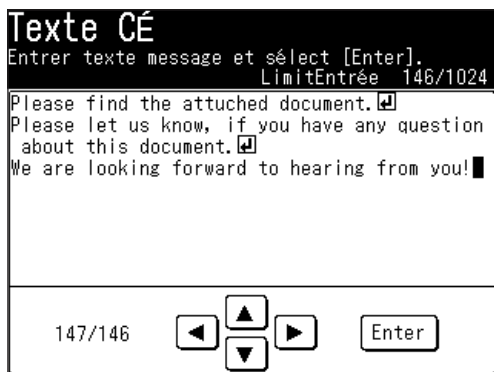 Texte CÉ
Entrer texte message et sélect [Enter].
LimitEntrée 146/1024
Please find the attuched document.↵
Please let us know, if you have any question
about this document.↵
We are looking forward to hearing from you!
147/146 ◀ ▲ ▼ ▶ Enter